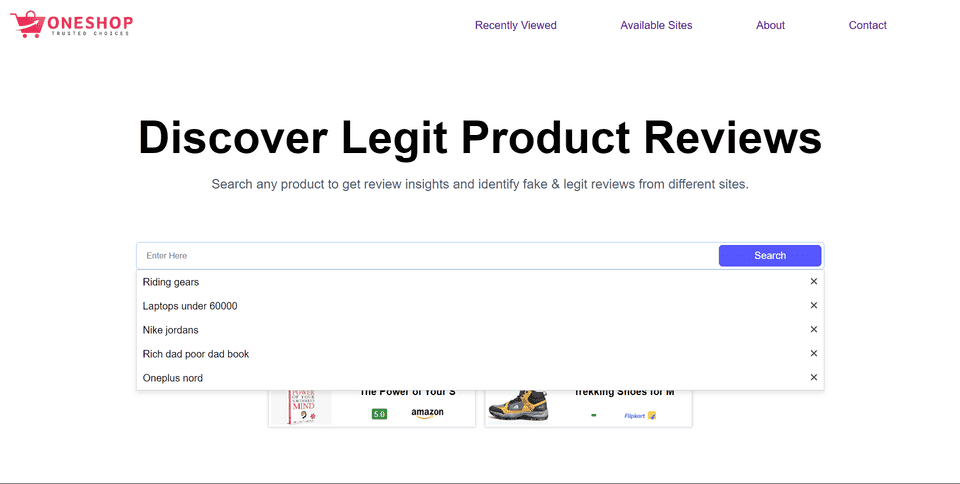 ONESHOP
TRUSTED CHOICES
Recently Viewed
Available Sites
About
Contact
Discover Legit Product Reviews
Search any product to get review insights and identify fake & legit reviews from different sites.
Enter Here
Search
Riding gears
Laptops under 60000
Nike jordans
Rich dad poor dad book
Oneplus nord
The Power of Your S
Trekking Shoes for M
POWER
OF YOUR
MIND
5.0
amazon
Flipkart